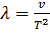 λ = v / T²